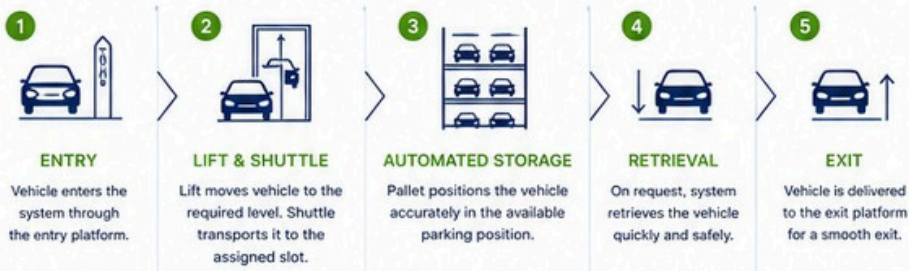 1
ENTRY
Vehicle enters the
system through
the entry platform.
2
LIFT & SHUTTLE
Lift moves vehicle to the
required level. Shuttle
transports it to the
assigned slot.
3
AUTOMATED STORAGE
Pallet positions the vehicle
accurately in the available
parking position.
4
RETRIEVAL
On request, system
retrieves the vehicle
quickly and safely.
5
EXIT
Vehicle is delivered
to the exit platform
for a smooth exit.